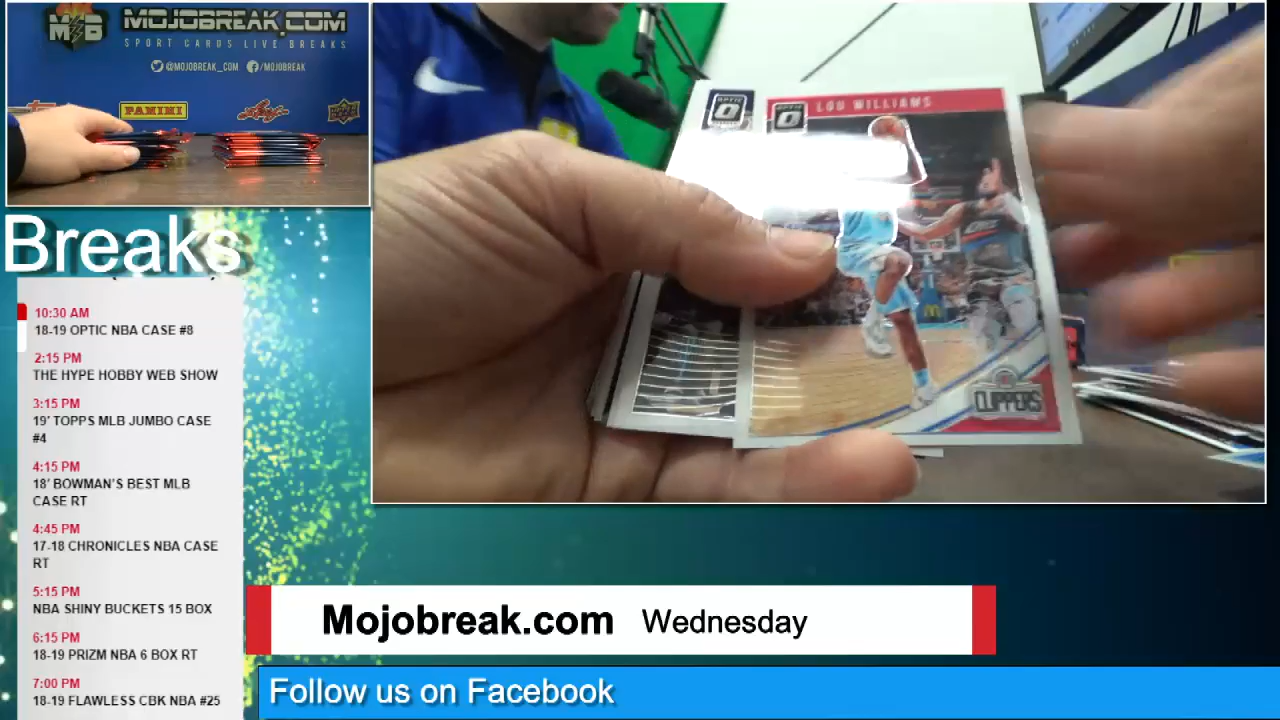 MB
MOJOBREAK.COM
SPORT CARDS LIVE BREAKS
@MOJOBREAK_COM /MOJOBREAK
PANINI
Breaks
10:30 AM
18-19 OPTIC NBA CASE #8
2:15 PM
THE HYPE HOBBY WEB SHOW
3:15 PM
19' TOPPS MLB JUMBO CASE
#4
4:15 PM
18' BOWMAN'S BEST MLB
CASE RT
4:45 PM
17-18 CHRONICLES NBA CASE
RT
5:15 PM
NBA SHINY BUCKETS 15 BOX
6:15 PM
18-19 PRIZM NBA 6 BOX RT
7:00 PM
18-19 FLAWLESS CBK NBA #25
OPTIC
OPTIC
LOU WILLIAMS
CLIPPERS
Mojobreak.com Wednesday
Follow us on Facebook